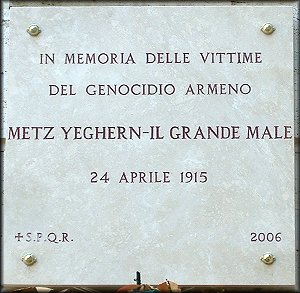 IN MEMORIA DELLE VITTIME
DEL GENOCIDIO ARMENO
METZ YEGHERN-IL GRANDE MALE
24 APRILE 1915
+S.P.Q.R. 2006